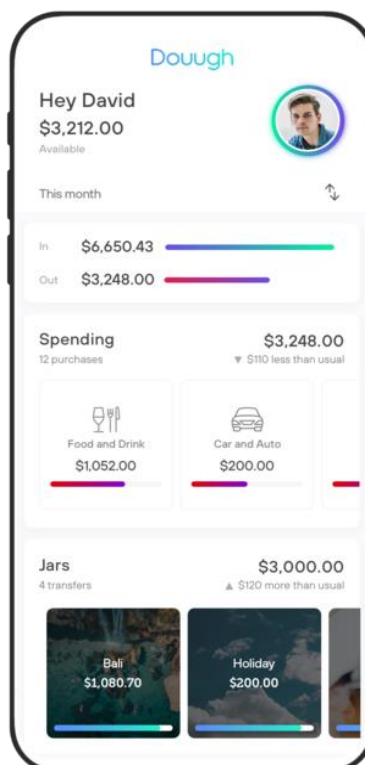 Douugh
Hey David
$3,212.00
Available
This month
In $6,650.43
Out $3,248.00
Spending $3,248.00
12 purchases ▼ $110 less than usual
Food and Drink Car and Auto
$1,052.00 $200.00
Jars $3,000.00
4 transfers ▲ $120 more than usual
Bali Holiday
$1,080.70 $200.00